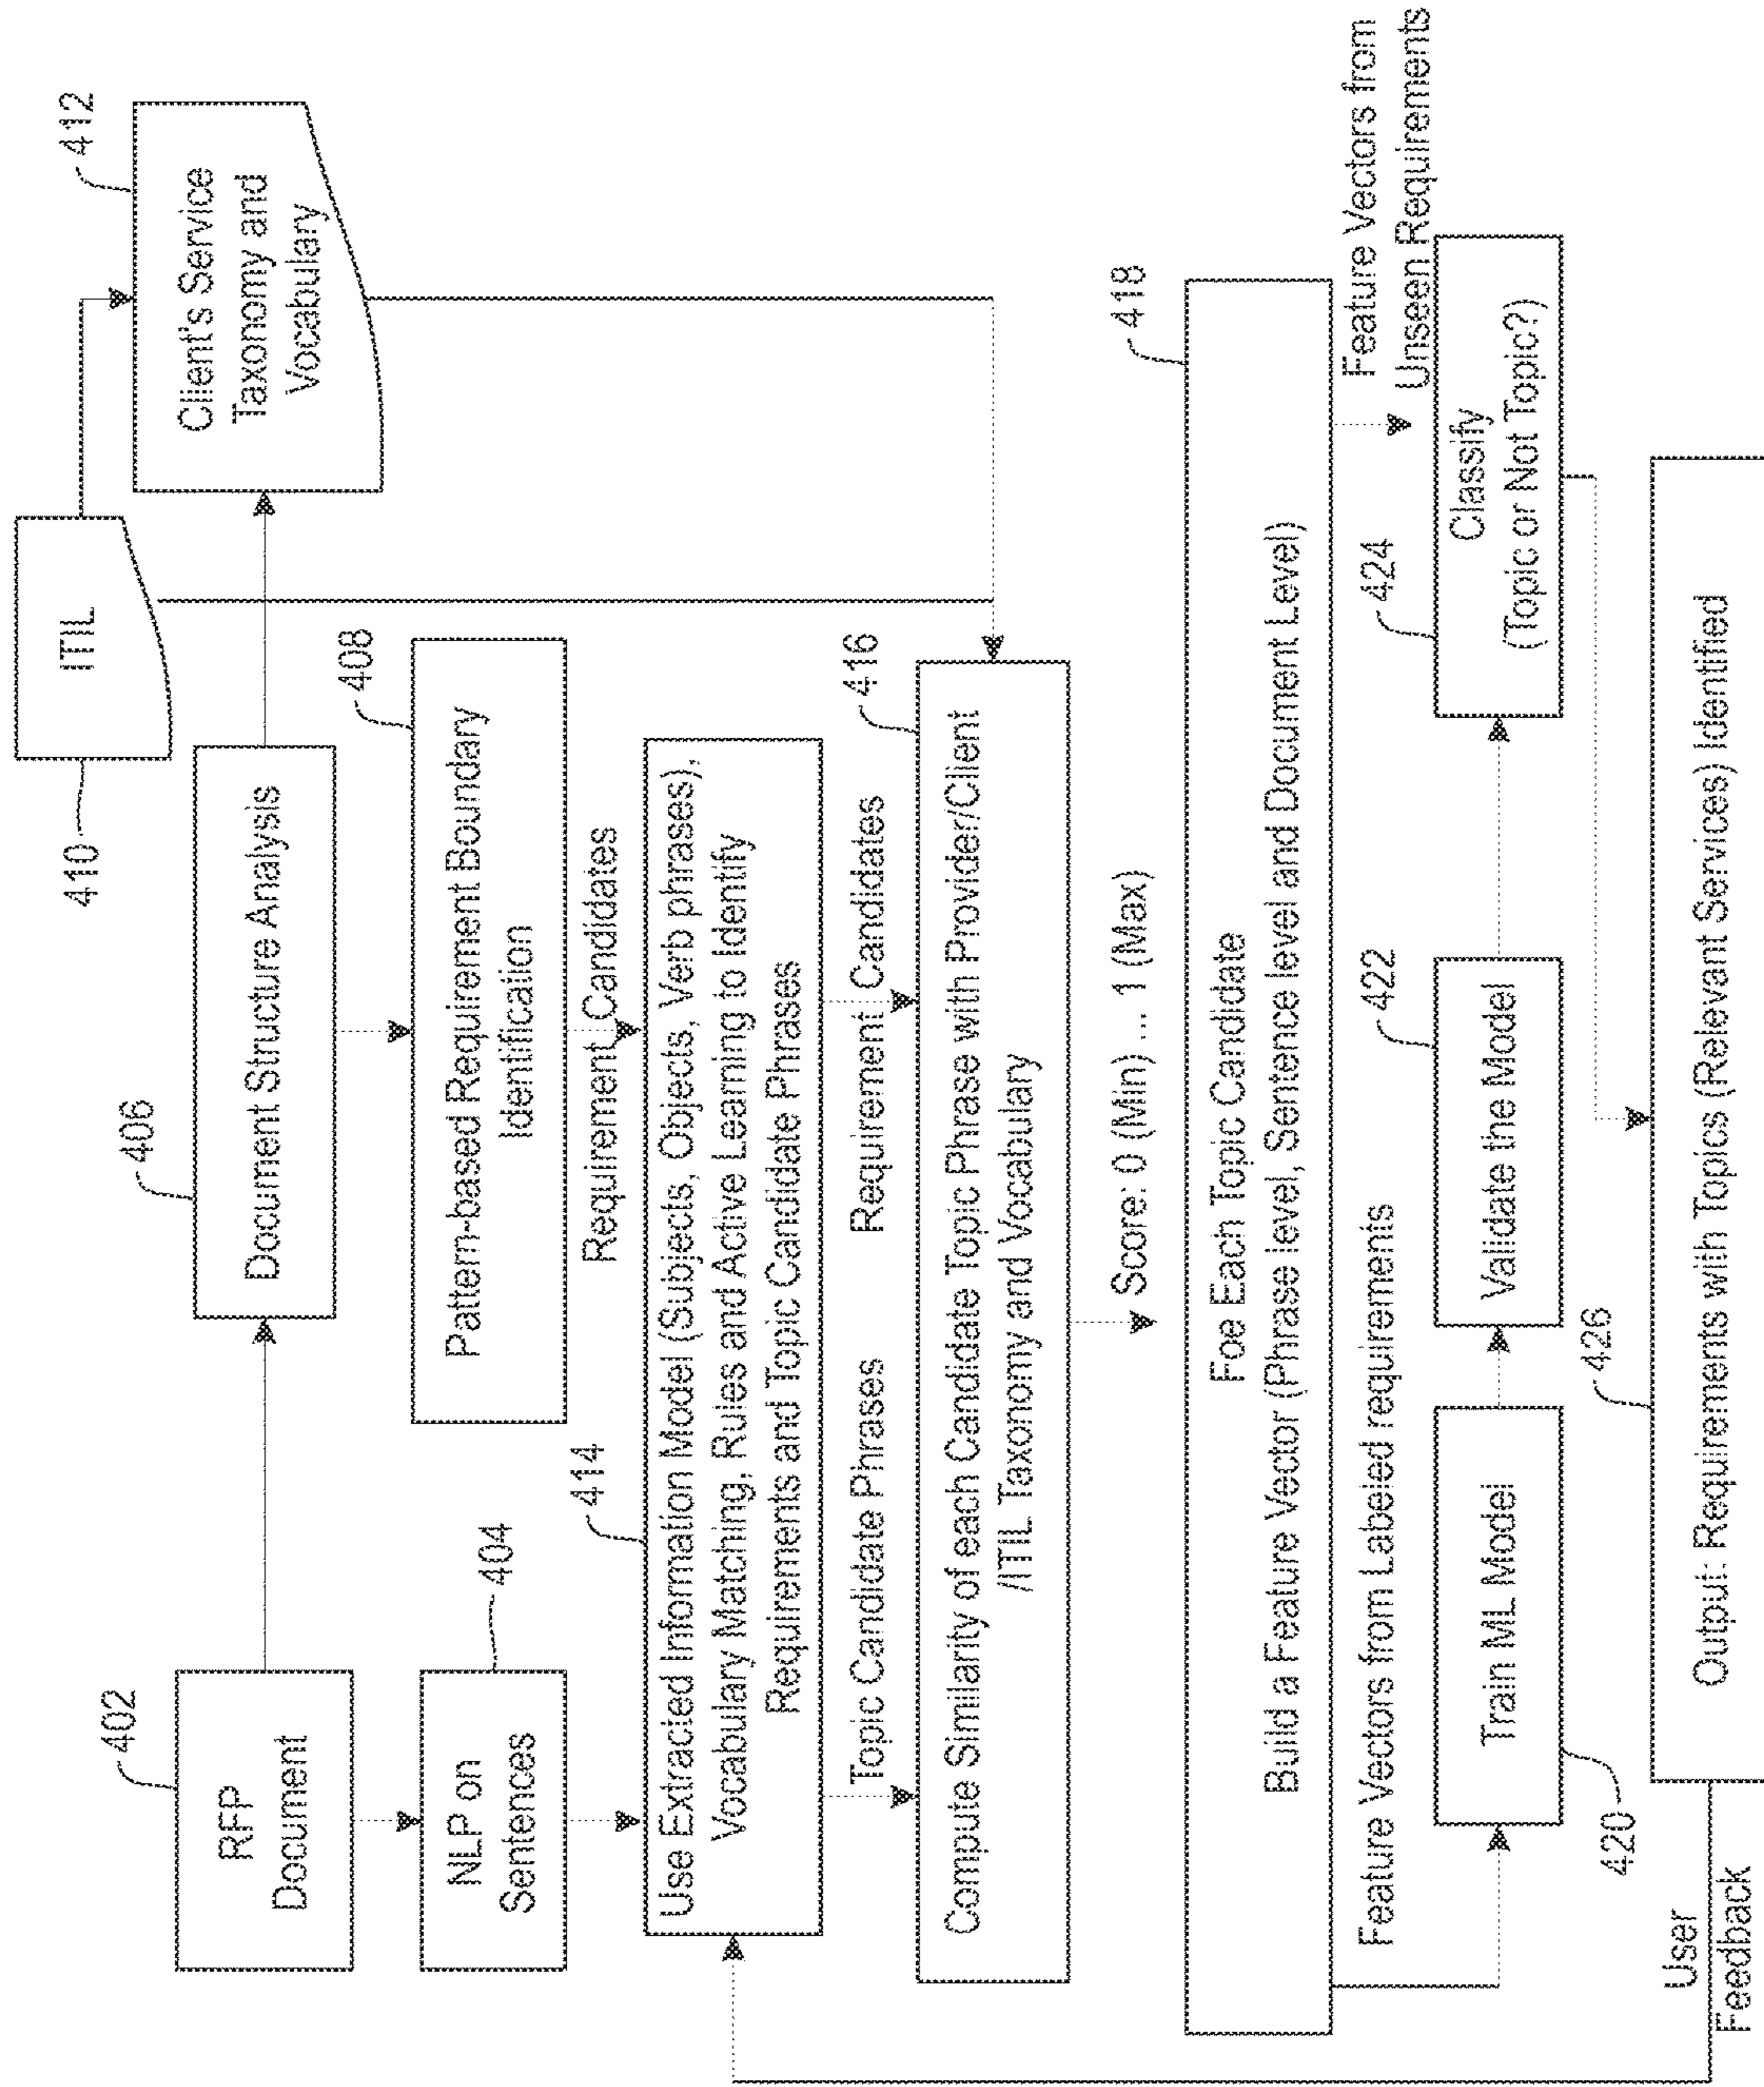 402
RFP
Document
406
Document Structure Analysis
410
ITIL
412
Client's Service
Taxonomy and
Vocabulary
404
NLP on
Sentences
408
Pattern-based Requirement Boundary
Identification
Requirement Candidates
414
Use Extracted Information Model (Subjects, Objects, Verb phrases),
Vocabulary Matching, Rules and Active Learning to Identify
Requirements and Topic Candidate Phrases
Topic Candidate Phrases
Requirement Candidates
416
Compute Similarity of each Candidate Topic Phrase with Provider/Client
/ITIL Taxonomy and Vocabulary
Score: 0 (Min) ... 1 (Max)
418
Foe Each Topic Candidate
Build a Feature Vector (Phrase level, Sentence level and Document Level)
Feature Vectors from Labeled requirements
Feature Vectors from
Unseen Requirements
420
Train ML Model
422
Validate the Model
424
Classify
(Topic or Not Topic?)
426
Output: Requirements with Topics (Relevant Services) Identified
User
Feedback